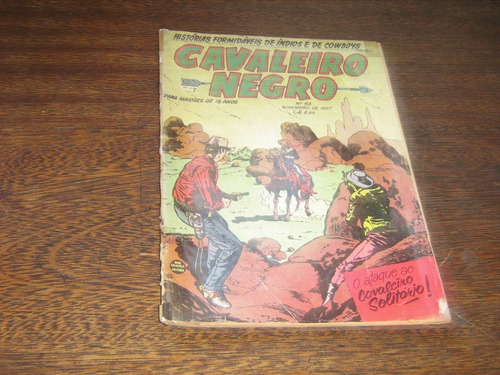 HISTÓRIAS FORMIDÁVEIS DE ÍNDIOS E DE COWBOYS
CAVALEIRO
NEGRO
PARA MAIORES DE 13 ANOS
NOVEMBRO DE 1957
O ataque ao
Cavaleiro
Solitário!